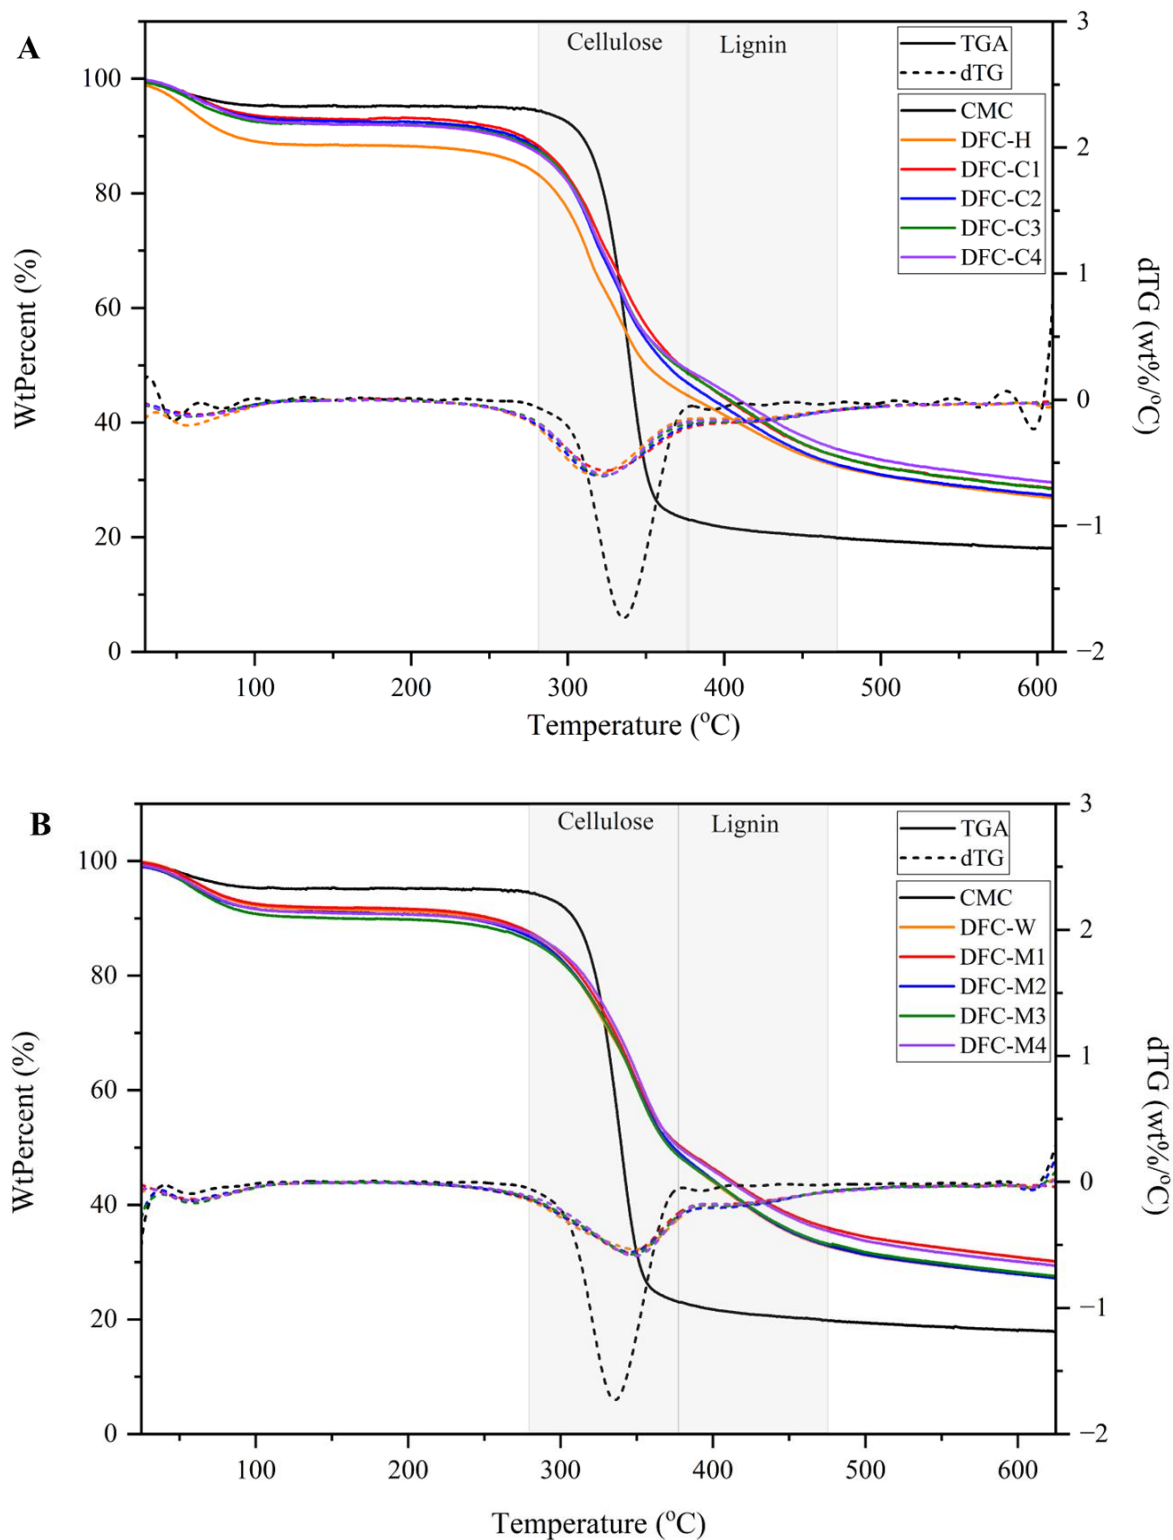 A
Cellulose
Lignin
TGA
dTG
CMC
DFC-H
DFC-C1
DFC-C2
DFC-C3
DFC-C4
WtPercent (%)
100
80
60
40
20
0
3
2
1
0
−1
−2
dTG (wt%/°C)
100
200
300
400
500
600
Temperature (°C)
B
Cellulose
Lignin
TGA
dTG
CMC
DFC-W
DFC-M1
DFC-M2
DFC-M3
DFC-M4
WtPercent (%)
100
80
60
40
20
0
3
2
1
0
−1
−2
dTG (wt%/°C)
100
200
300
400
500
600
Temperature (°C)